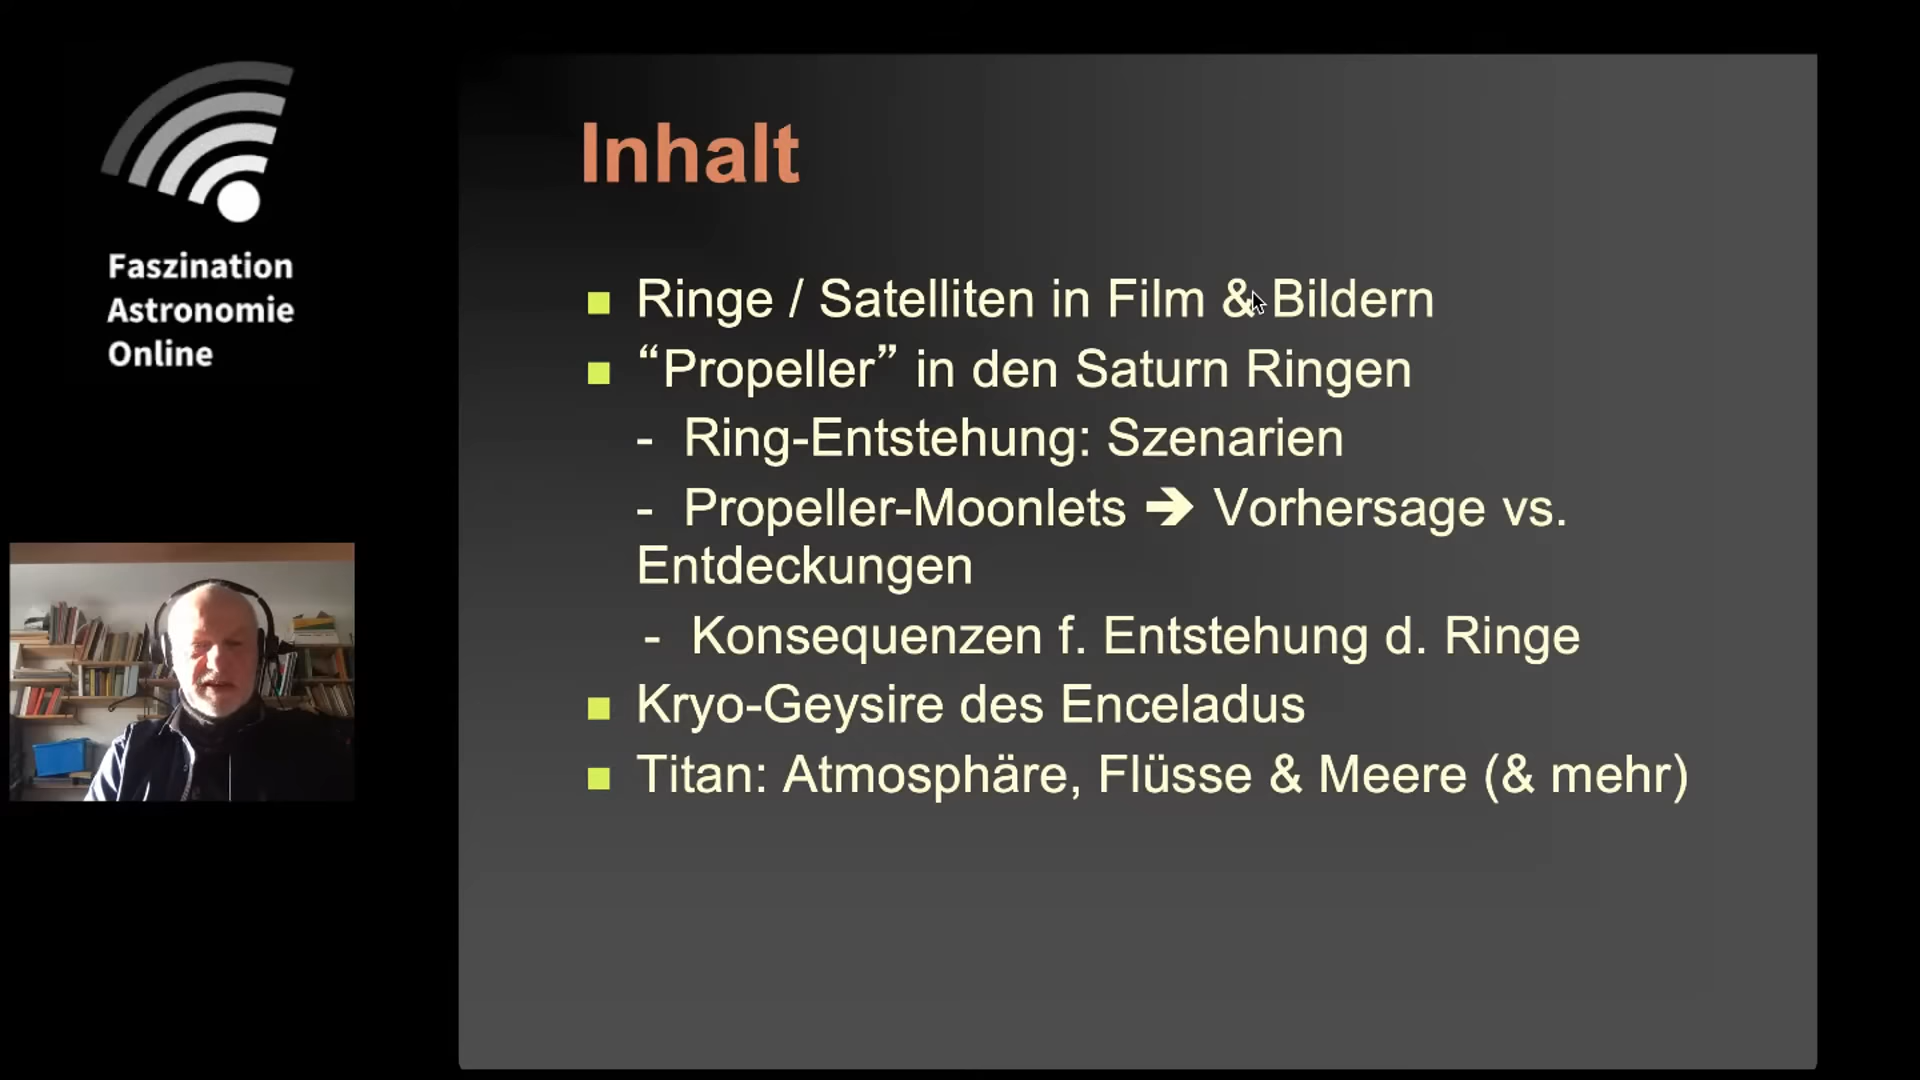 Faszination
Astronomie
Online
Inhalt
Ringe / Satelliten in Film & Bildern
“Propeller” in den Saturn Ringen
- Ring-Entstehung: Szenarien
- Propeller-Moonlets ➔ Vorhersage vs.
Entdeckungen
- Konsequenzen f. Entstehung d. Ringe
Kryo-Geysire des Enceladus
Titan: Atmosphäre, Flüsse & Meere (& mehr)